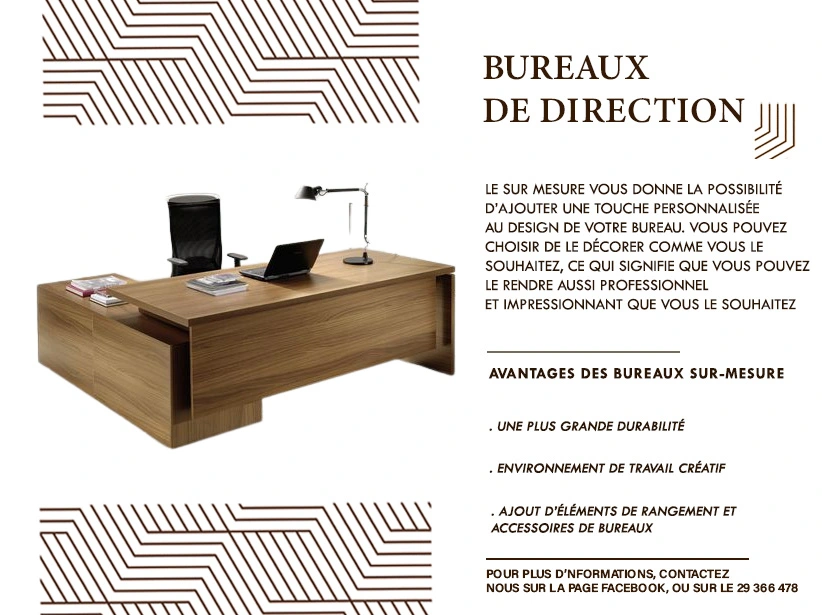 BUREAUX
DE DIRECTION
LE SUR MESURE VOUS DONNE LA POSSIBILITÉ
D'AJOUTER UNE TOUCHE PERSONNALISÉE
AU DESIGN DE VOTRE BUREAU. VOUS POUVEZ
CHOISIR DE LE DÉCORER COMME VOUS LE
SOUHAITEZ, CE QUI SIGNIFIE QUE VOUS POUVEZ
LE RENDRE AUSSI PROFESSIONNEL
ET IMPRESSIONNANT QUE VOUS LE SOUHAITEZ
AVANTAGES DES BUREAUX SUR-MESURE
. UNE PLUS GRANDE DURABILITÉ
. ENVIRONNEMENT DE TRAVAIL CRÉATIF
. AJOUT D'ÉLÉMENTS DE RANGEMENT ET
ACCESSOIRES DE BUREAUX
POUR PLUS D'NFORMATIONS, CONTACTEZ
NOUS SUR LA PAGE FACEBOOK, OU SUR LE 29 366 478